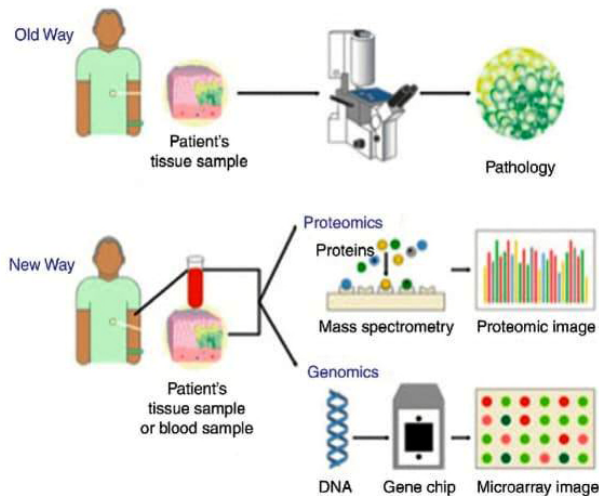 Old Way
Patient's
tissue sample
Pathology
Proteomics
Proteins
New Way
Mass spectrometry
Proteomic image
Patient's
tissue sample
or blood sample
Genomics
DNA
Gene chip
Microarray image